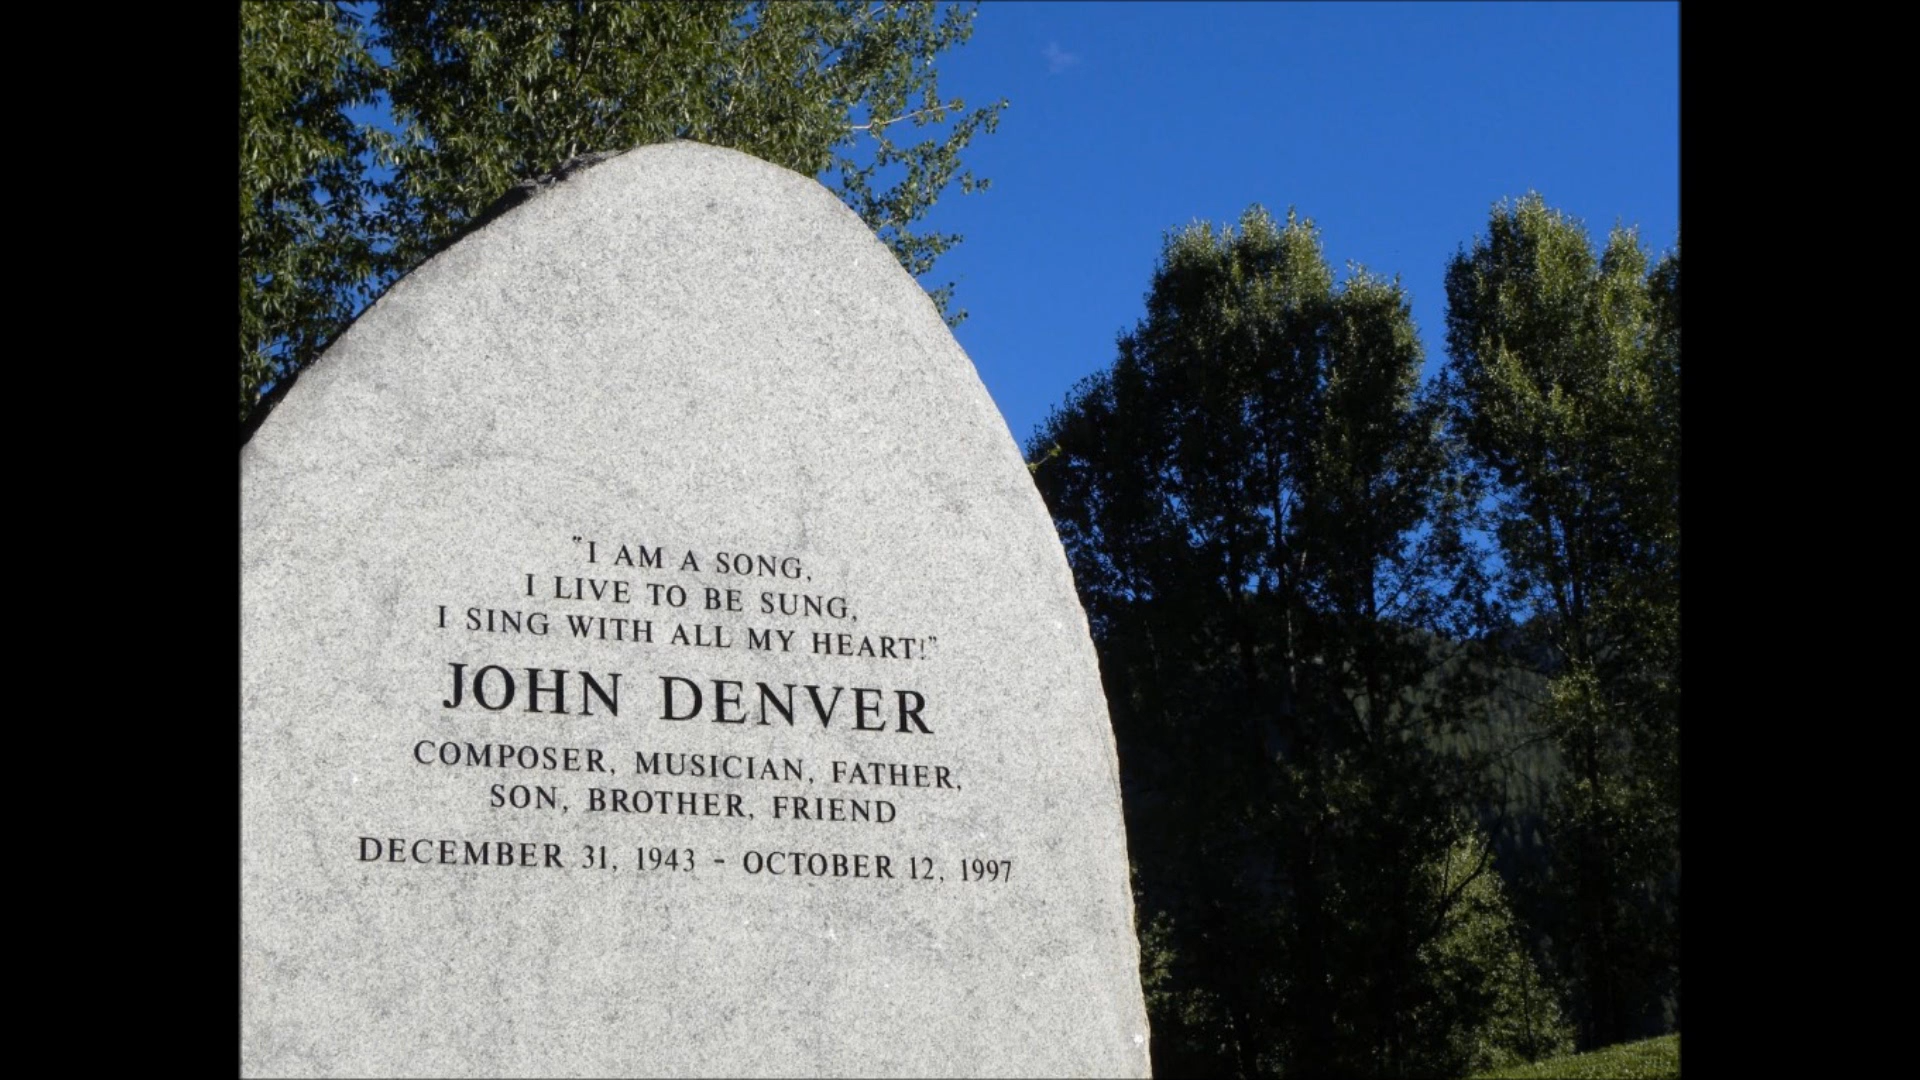 "I AM A SONG,
I LIVE TO BE SUNG,
I SING WITH ALL MY HEART!"
JOHN DENVER
COMPOSER, MUSICIAN, FATHER,
SON, BROTHER, FRIEND
DECEMBER 31, 1943 - OCTOBER 12, 1997